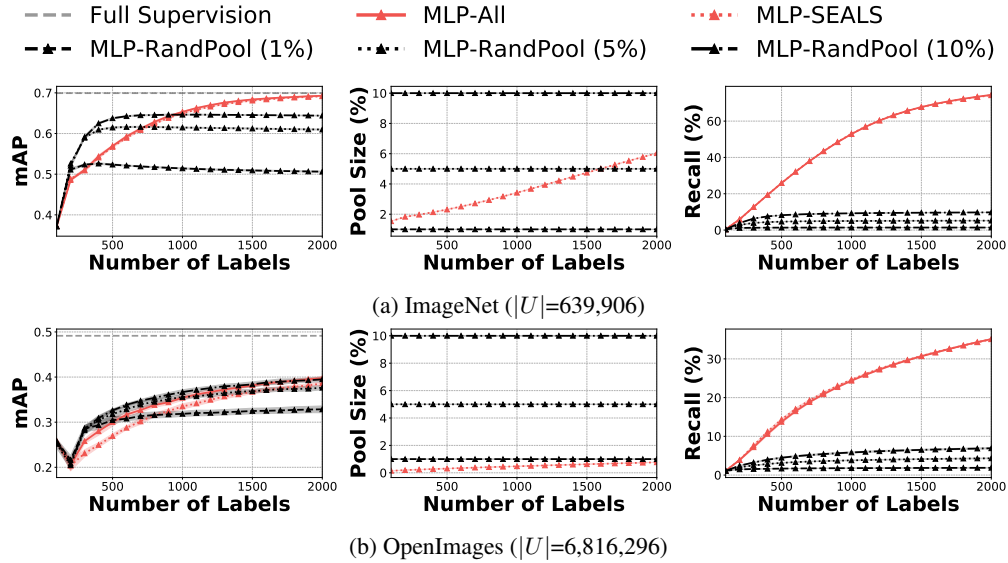 Full Supervision MLP-All MLP-SEALS
MLP-RandPool (1%) MLP-RandPool (5%) MLP-RandPool (10%)
mAP
0.7
0.6
0.5
0.4
500 1000 1500 2000
Number of Labels
Pool Size (%)
10
8
6
4
2
500 1000 1500 2000
Number of Labels
Recall (%)
60
40
20
0
500 1000 1500 2000
Number of Labels
(a) ImageNet (|U|=639,906)
mAP
0.5
0.4
0.3
0.2
500 1000 1500 2000
Number of Labels
Pool Size (%)
10
8
6
4
2
0
500 1000 1500 2000
Number of Labels
Recall (%)
30
20
10
0
500 1000 1500 2000
Number of Labels
(b) OpenImages (|U|=6,816,296)